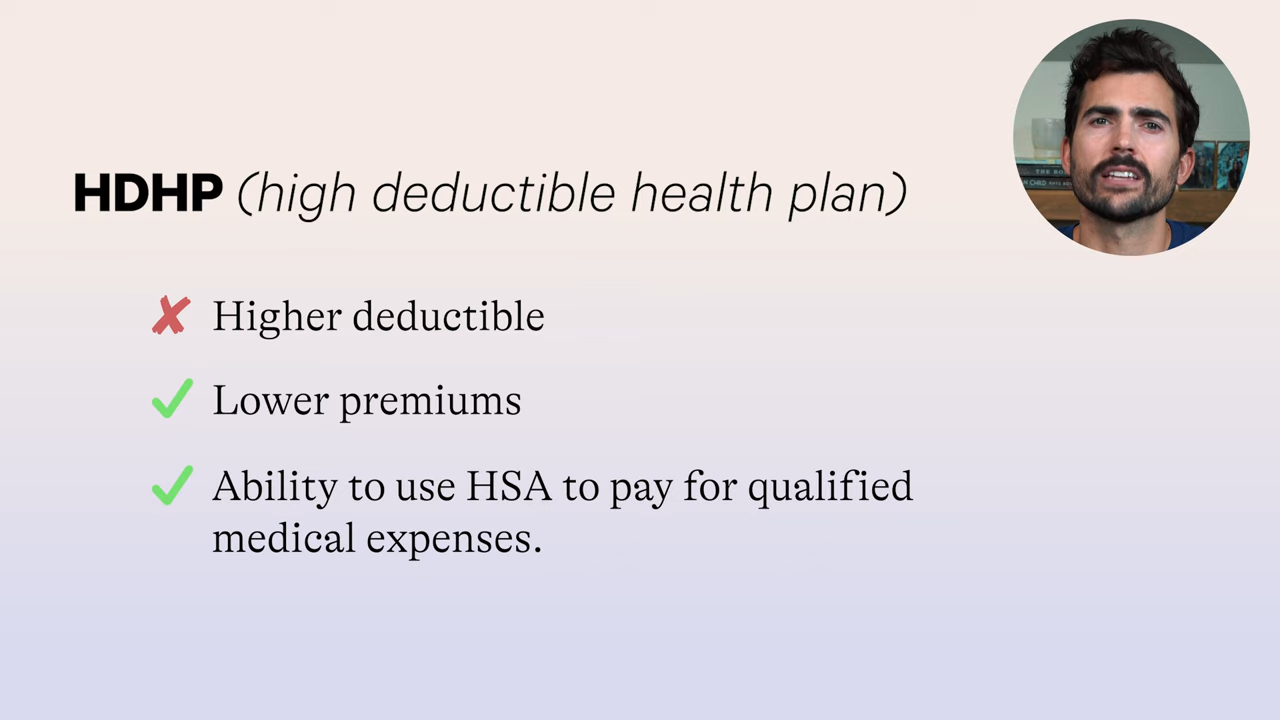 HDHP (high deductible health plan)
✘ Higher deductible
✓ Lower premiums
✓ Ability to use HSA to pay for qualified
medical expenses.